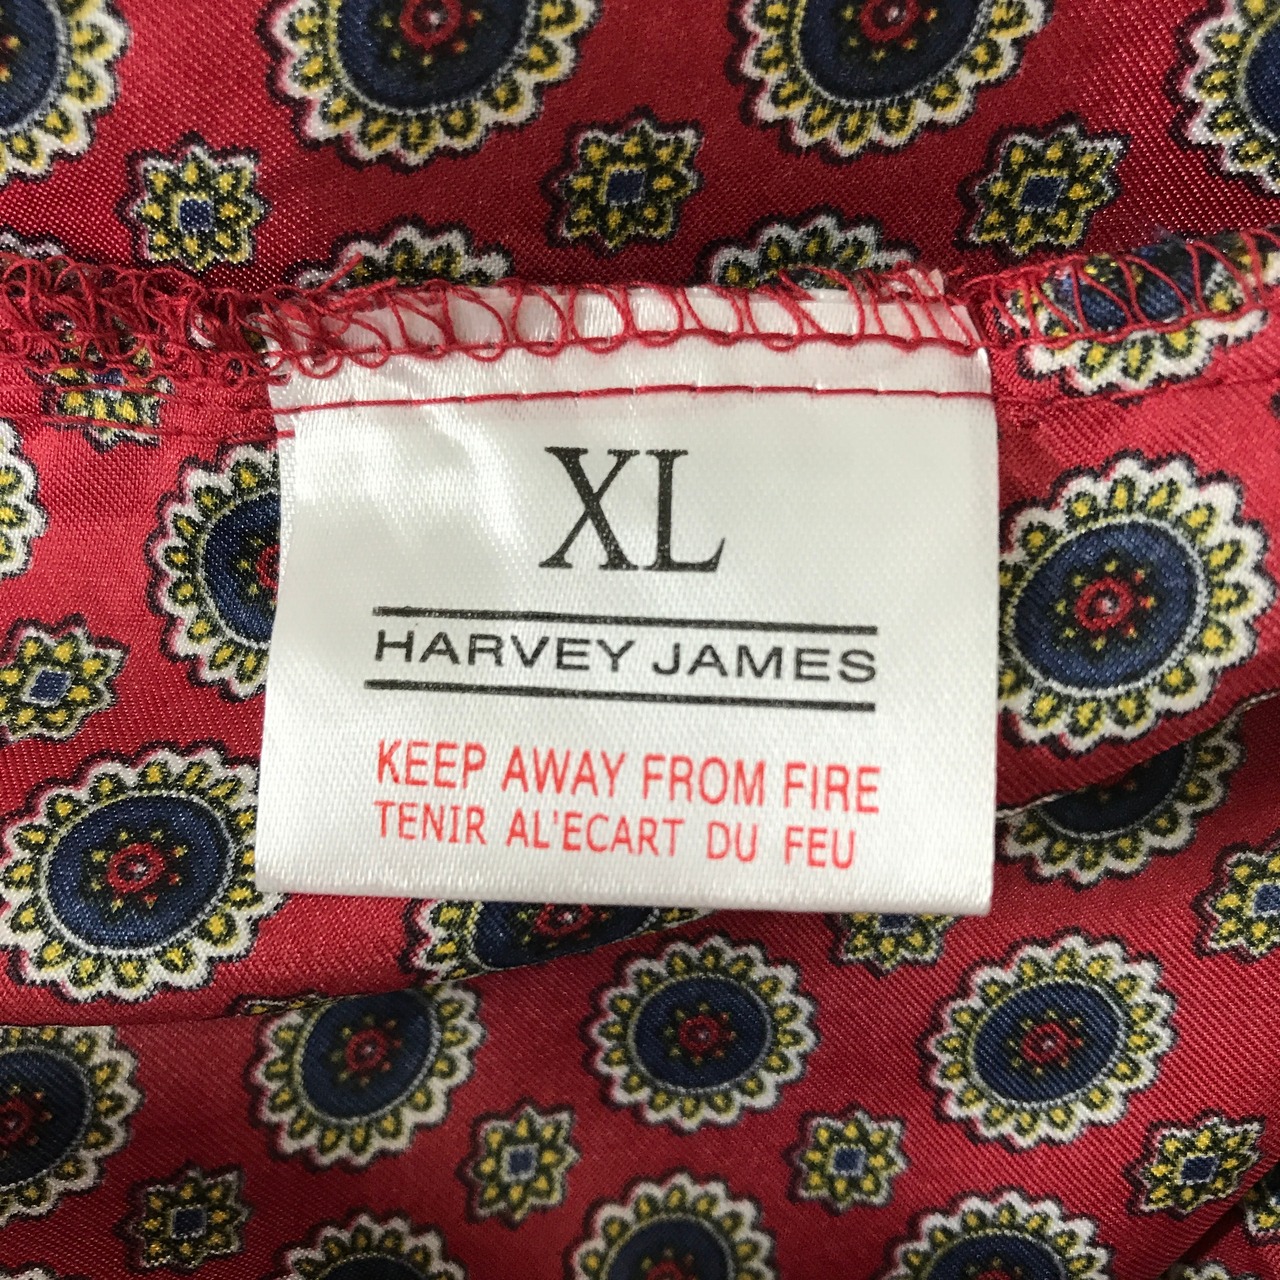 XL
HARVEY JAMES
KEEP AWAY FROM FIRE
TENIR AL'ECART DU FEU